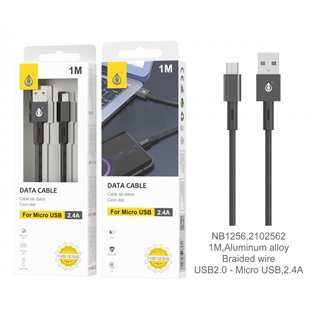 1M
DATA CABLE
Cable de datos
Cavo dati
For Micro USB 2.4A
1M
DATA CABLE
Cable de datos
Cavo dati
For Micro USB 2.4A
NB1256,2102562
1M,Aluminum alloy
Braided wire
USB2.0 - Micro USB,2.4A